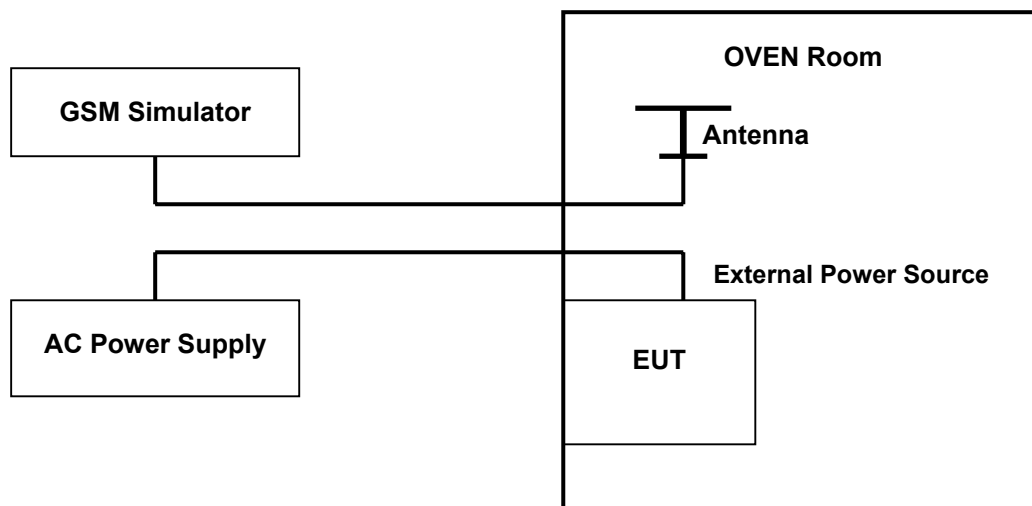 OVEN Room
GSM Simulator
Antenna
External Power Source
AC Power Supply
EUT